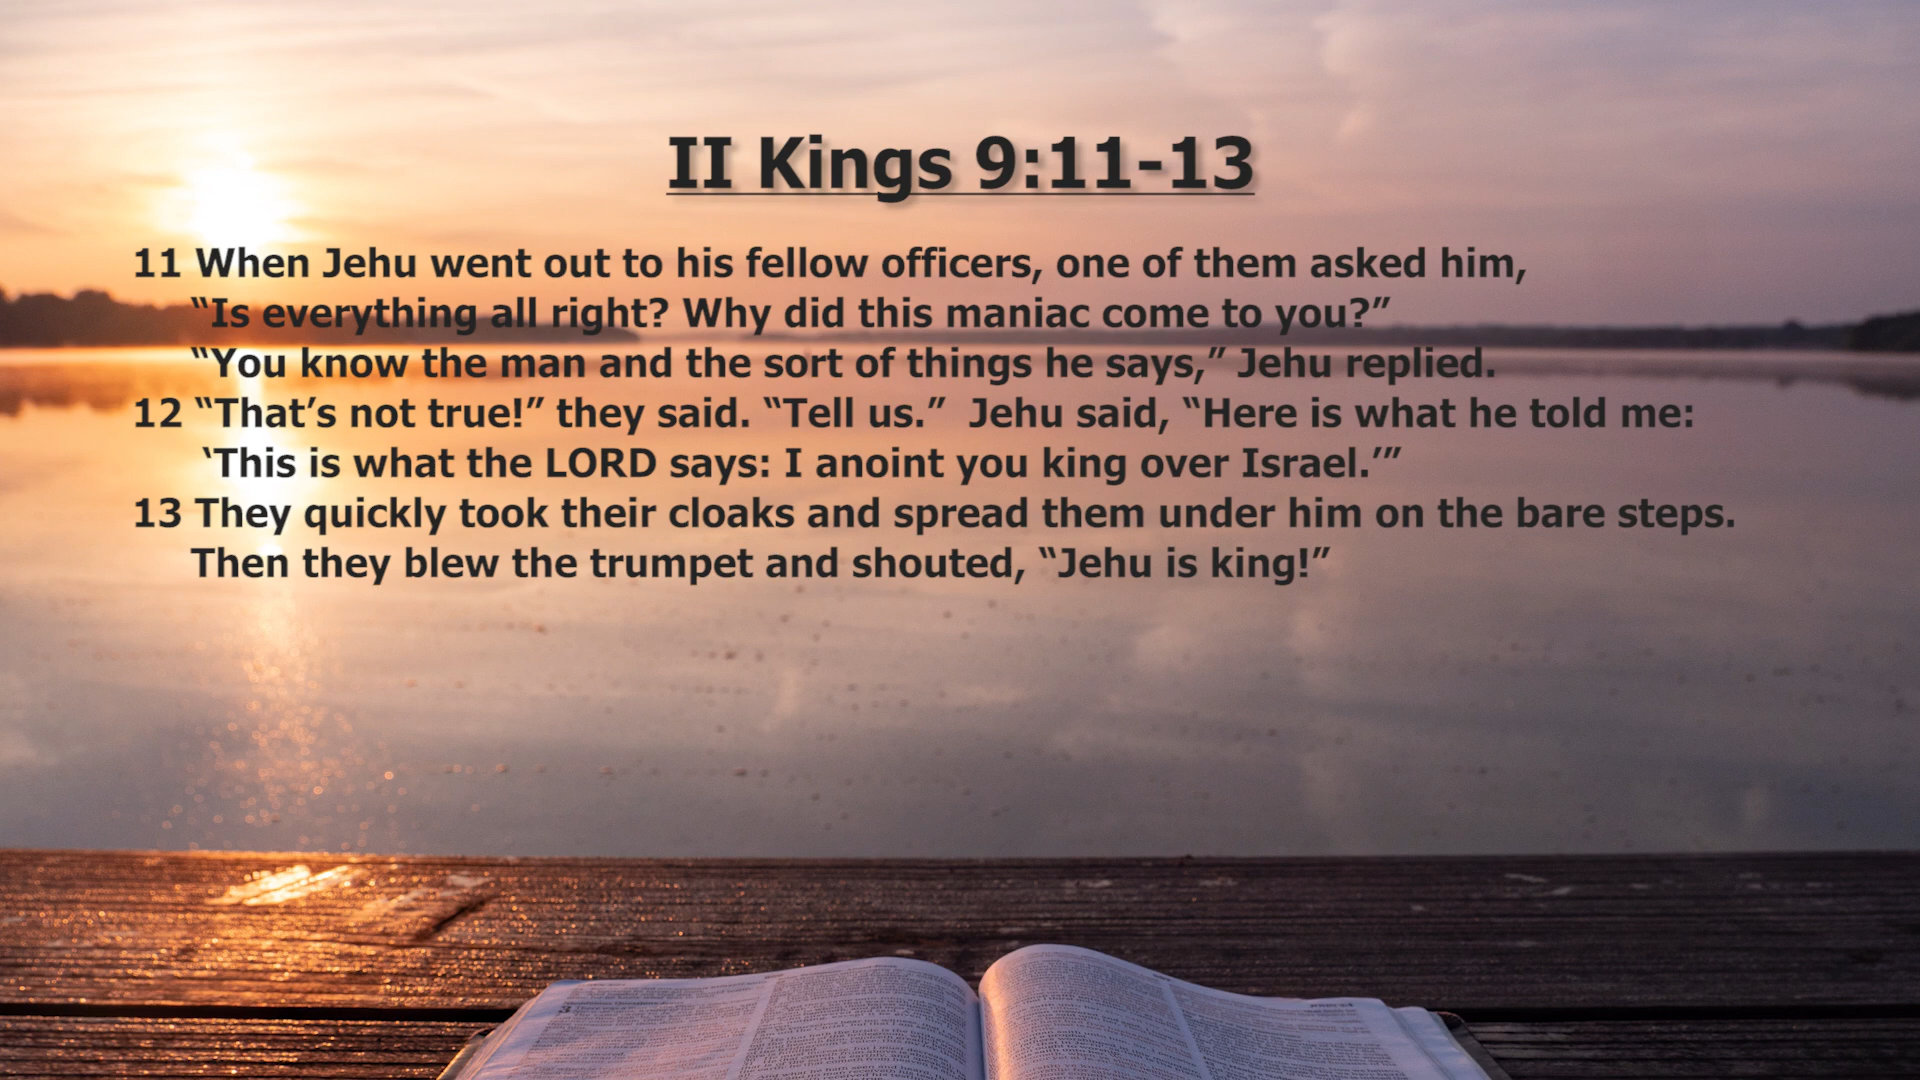 II Kings 9:11-13
11 When Jehu went out to his fellow officers, one of them asked him,
“Is everything all right? Why did this maniac come to you?”
“You know the man and the sort of things he says,” Jehu replied.
12 “That’s not true!” they said. “Tell us.”  Jehu said, “Here is what he told me:
‘This is what the LORD says: I anoint you king over Israel.’”
13 They quickly took their cloaks and spread them under him on the bare steps.
Then they blew the trumpet and shouted, “Jehu is king!”